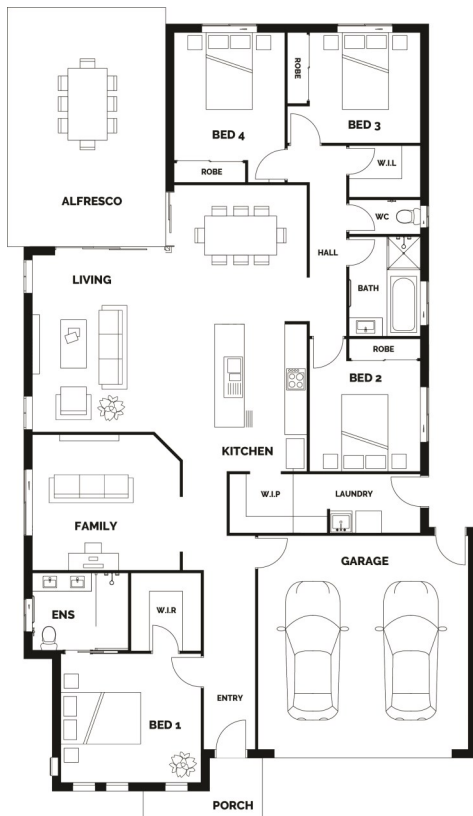 ROBE
BED 4
BED 3
ROBE
W.I.L
ALFRESCO
WC
HALL
LIVING
BATH
ROBE
BED 2
KITCHEN
W.I.P
LAUNDRY
FAMILY
GARAGE
ENS
W.I.R
ENTRY
BED 1
PORCH